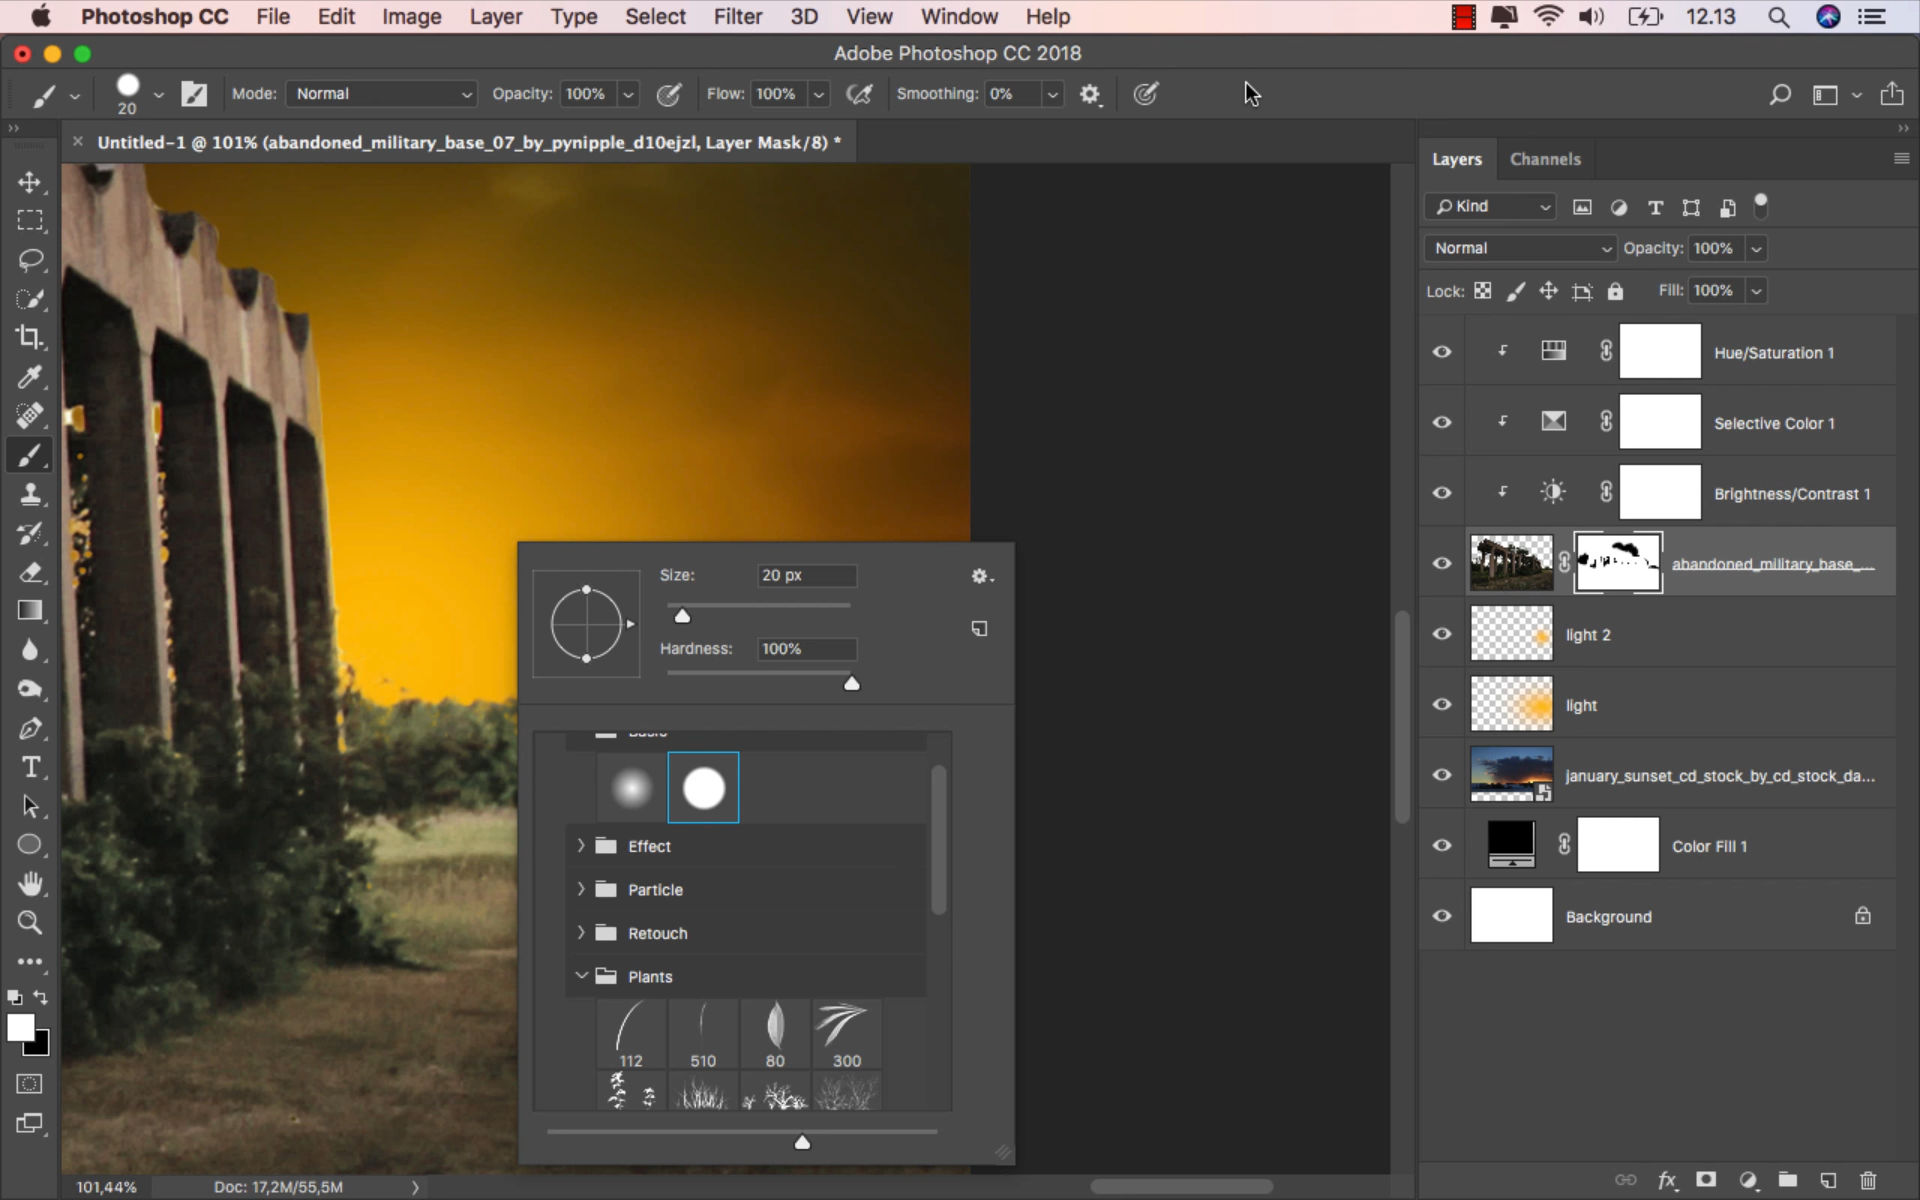 Photoshop CC File Edit Image Layer Type Select Filter 3D View Window Help 12.13
Adobe Photoshop CC 2018
20 Mode: Normal Opacity: 100% Flow: 100% Smoothing: 0%
Untitled-1 @ 101% (abandoned_military_base_07_by_pynipple_d10ejzl, Layer Mask/8) *
Layers Channels
Kind
Normal Opacity: 100%
Lock: Fill: 100%
Hue/Saturation 1
Selective Color 1
Brightness/Contrast 1
abandoned_military_base_...
light 2
light
january_sunset_cd_stock_by_cd_stock_da...
Color Fill 1
Background
Size: 20 px
Hardness: 100%
Basic
Effect
Particle
Retouch
Plants
112 510 80 300
101,44% Doc: 17,2M/55,5M